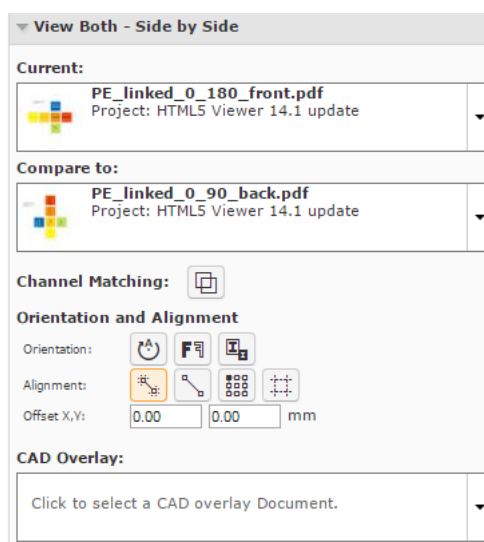 View Both - Side by Side
Current:
PE_linked_0_180_front.pdf
Project: HTML5 Viewer 14.1 update
Compare to:
PE_linked_0_90_back.pdf
Project: HTML5 Viewer 14.1 update
Channel Matching:
Orientation and Alignment
Orientation:
Alignment:
Offset X,Y: 0.00 0.00 mm
CAD Overlay:
Click to select a CAD overlay Document.